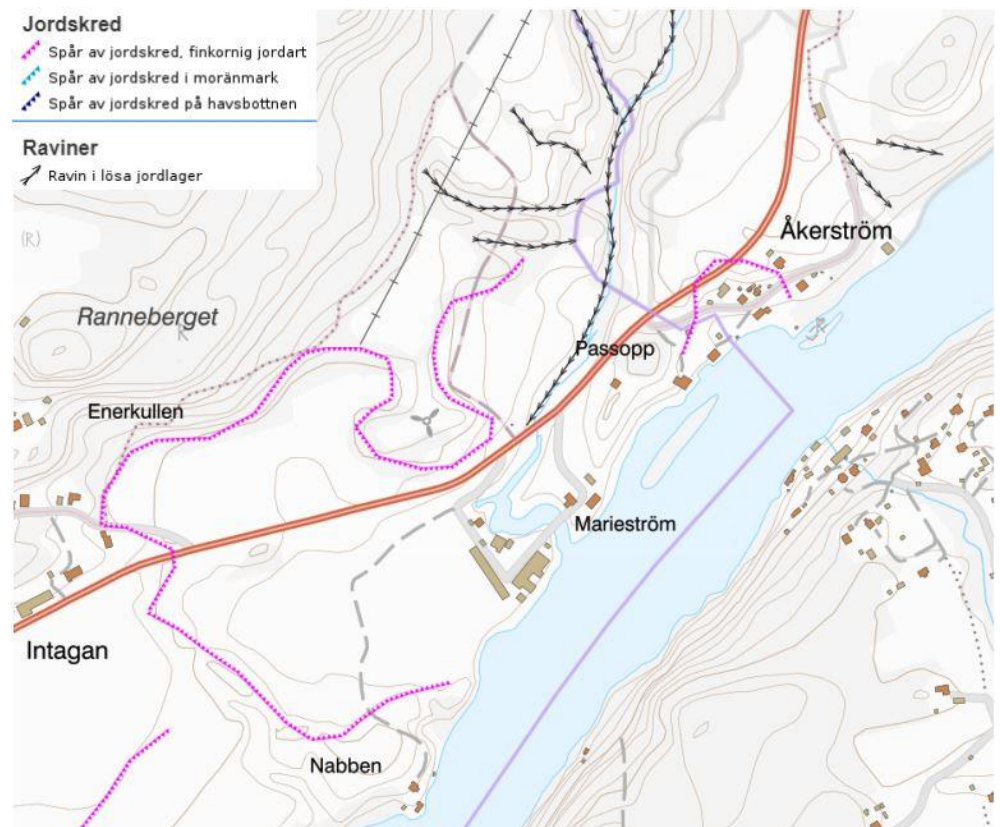 Jordskred
Spår av jordskred, finkornig jordart
Spår av jordskred i moränmark
Spår av jordskred på havsbottnen
Raviner
Ravin i lösa jordlager
(R)
Åkerström
Ranneberget
R
R
Passopp
Enerkullen
Marieström
Intagan
Nabben